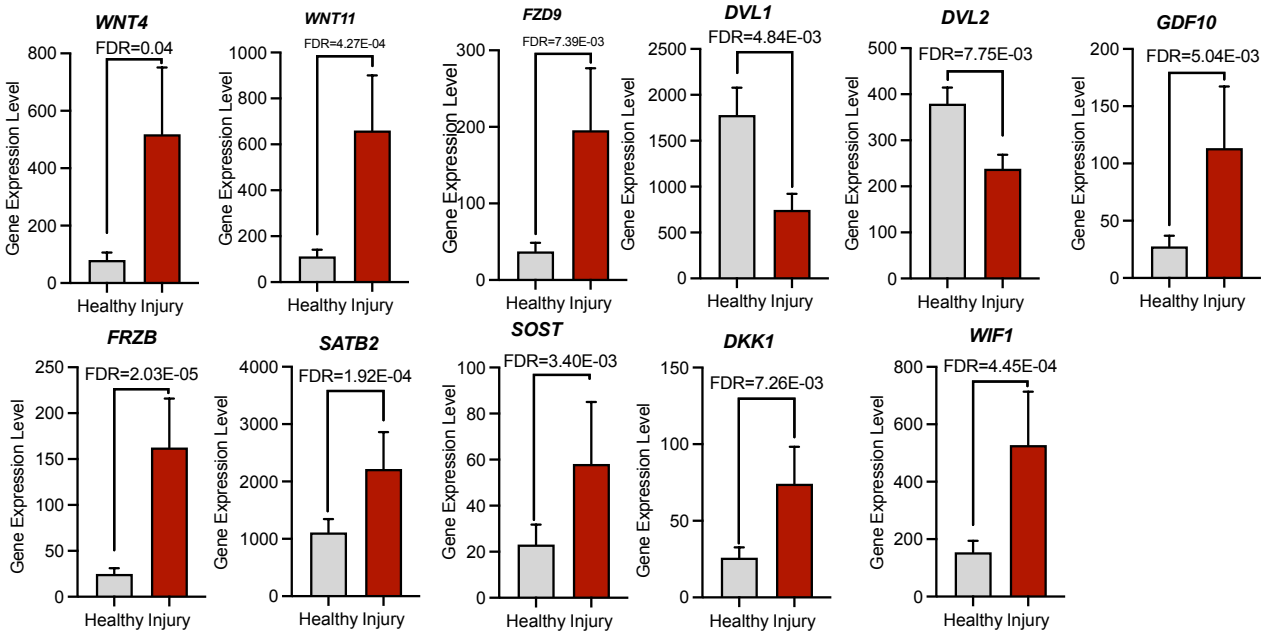 WNT4
FDR=0.04
Gene Expression Level
800
600
400
200
0
Healthy Injury
WNT11
FDR=4.27E-04
Gene Expression Level
1000
800
600
400
200
0
Healthy Injury
FZD9
FDR=7.39E-03
Gene Expression Level
300
200
100
0
Healthy Injury
DVL1
FDR=4.84E-03
Gene Expression Level
2500
2000
1500
1000
500
0
Healthy Injury
DVL2
FDR=7.75E-03
Gene Expression Level
500
400
300
200
100
0
Healthy Injury
GDF10
FDR=5.04E-03
Gene Expression Level
200
150
100
50
0
Healthy Injury
FRZB
FDR=2.03E-05
Gene Expression Level
250
200
150
100
50
0
Healthy Injury
SATB2
FDR=1.92E-04
Gene Expression Level
4000
3000
2000
1000
0
Healthy Injury
SOST
FDR=3.40E-03
Gene Expression Level
100
80
60
40
20
0
Healthy Injury
DKK1
FDR=7.26E-03
Gene Expression Level
150
100
50
0
Healthy Injury
WIF1
FDR=4.45E-04
Gene Expression Level
800
600
400
200
0
Healthy Injury